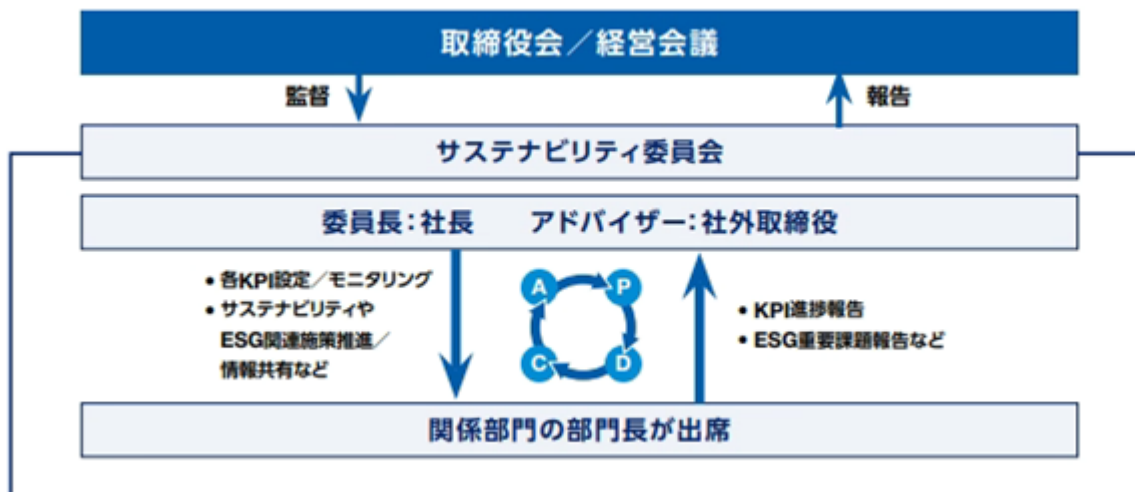 取締役会／経営会議
監督
報告
サステナビリティ委員会
委員長：社長 アドバイザー：社外取締役
• 各KPI設定／モニタリング
• サステナビリティや
ESG関連施策推進／
情報共有など
A
P
C
D
• KPI進捗報告
• ESG重要課題報告など
関係部門の部門長が出席